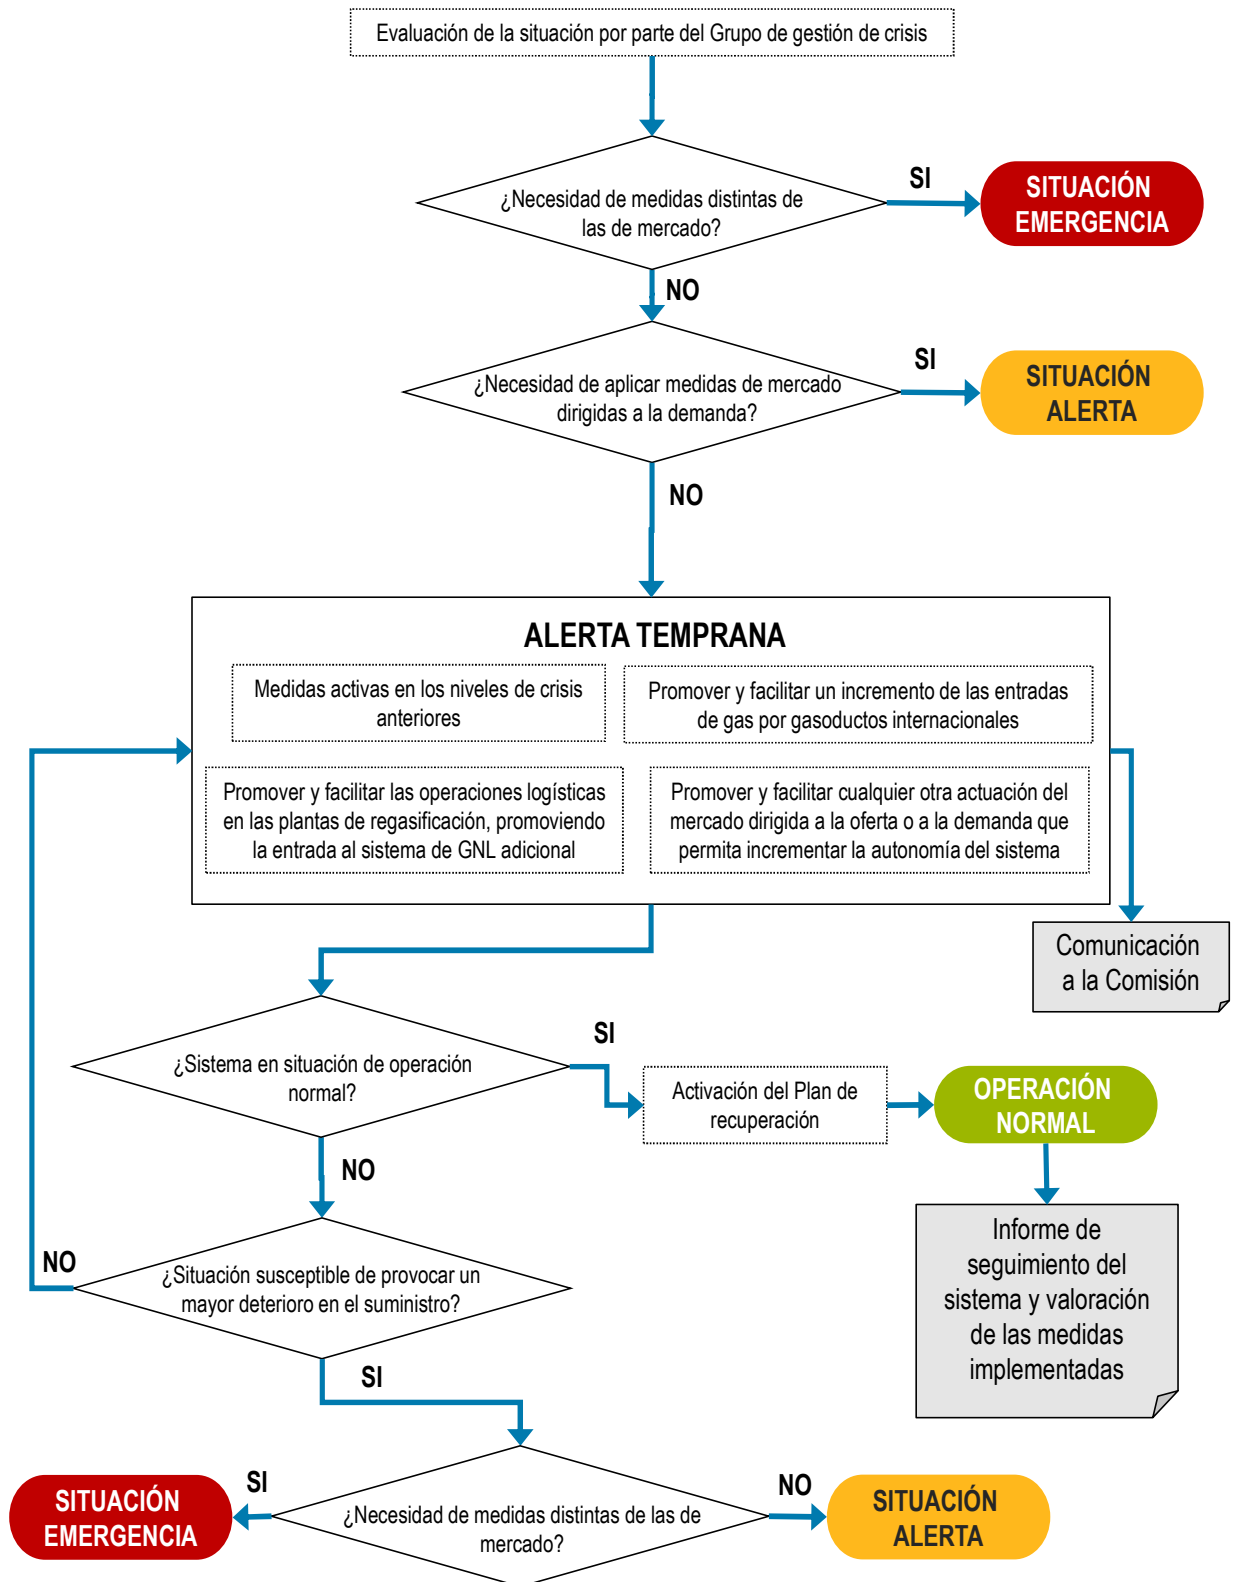 Evaluación de la situación por parte del Grupo de gestión de crisis
¿Necesidad de medidas distintas de
las de mercado?
SI
SITUACIÓN
EMERGENCIA
NO
¿Necesidad de aplicar medidas de mercado
dirigidas a la demanda?
SI
SITUACIÓN
ALERTA
NO
ALERTA TEMPRANA
Medidas activas en los niveles de crisis
anteriores
Promover y facilitar un incremento de las entradas
de gas por gasoductos internacionales
Promover y facilitar las operaciones logísticas
en las plantas de regasificación, promoviendo
la entrada al sistema de GNL adicional
Promover y facilitar cualquier otra actuación del
mercado dirigida a la oferta o a la demanda que
permita incrementar la autonomía del sistema
Comunicación
a la Comisión
¿Sistema en situación de operación
normal?
SI
Activación del Plan de
recuperación
OPERACIÓN
NORMAL
Informe de
seguimiento del
sistema y valoración
de las medidas
implementadas
NO
¿Situación susceptible de provocar un
mayor deterioro en el suministro?
NO
SI
¿Necesidad de medidas distintas de las de
mercado?
SI
SITUACIÓN
EMERGENCIA
NO
SITUACIÓN
ALERTA